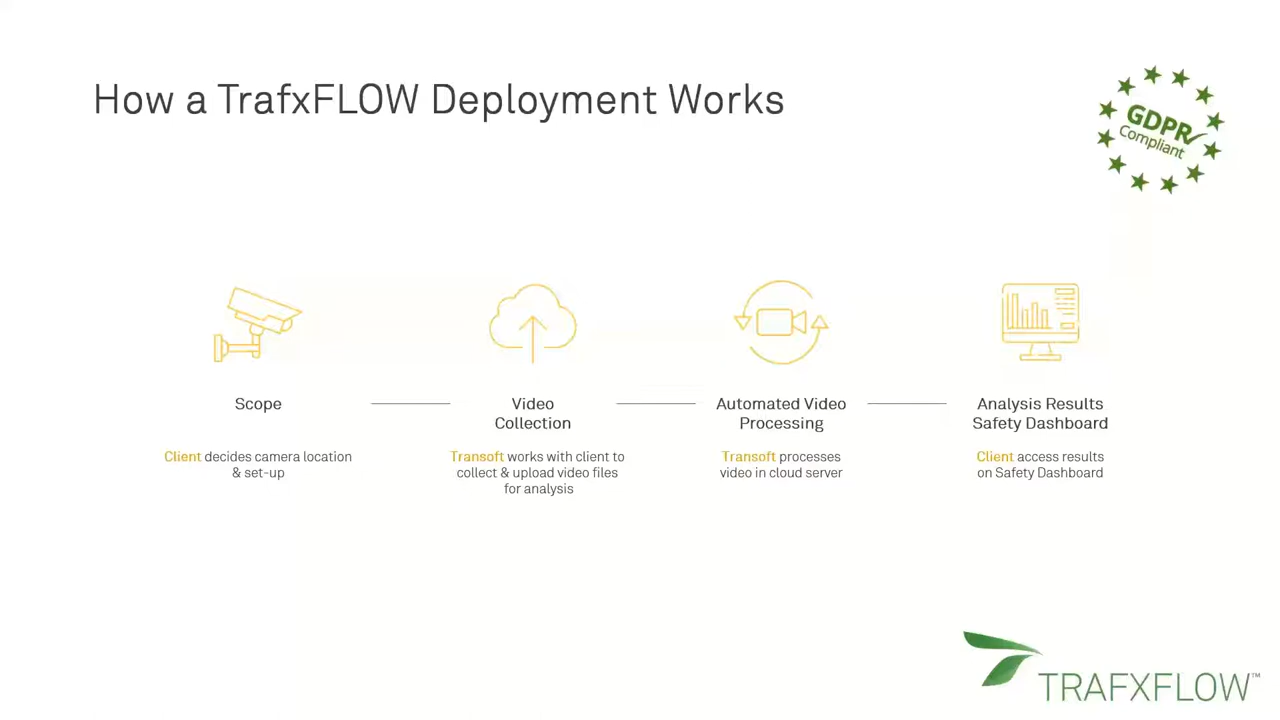 How a TrafxFLOW Deployment Works
GDPR
Compliant
Scope
Client decides camera location
& set-up
Video
Collection
Transoft works with client to
collect & upload video files
for analysis
Automated Video
Processing
Transoft processes
video in cloud server
Analysis Results
Safety Dashboard
Client access results
on Safety Dashboard
TRAFXFLOW™